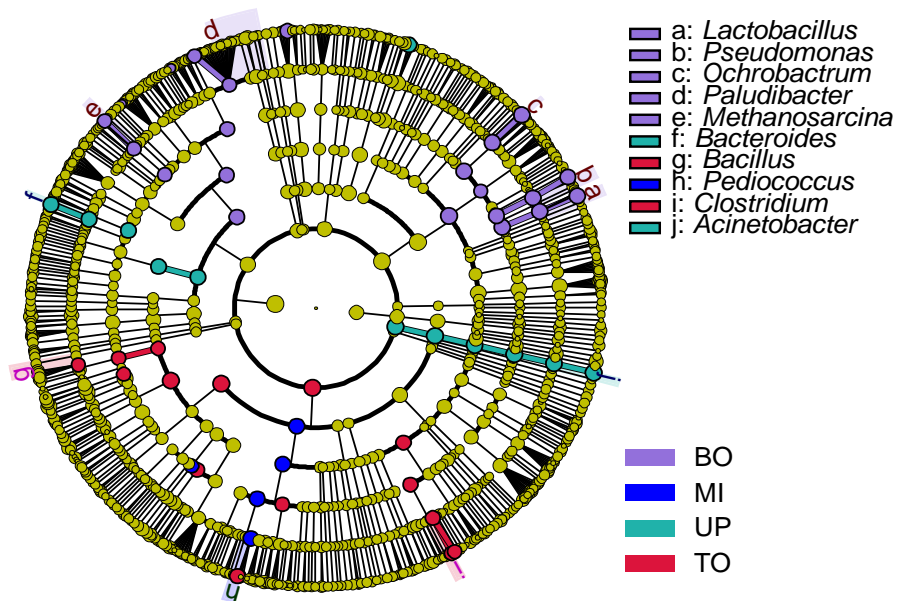 d
e
f
g
h
i
j
a
b
c
a: Lactobacillus
b: Pseudomonas
c: Ochrobactrum
d: Paludibacter
e: Methanosarcina
f: Bacteroides
g: Bacillus
h: Pediococcus
i: Clostridium
j: Acinetobacter
BO
MI
UP
TO